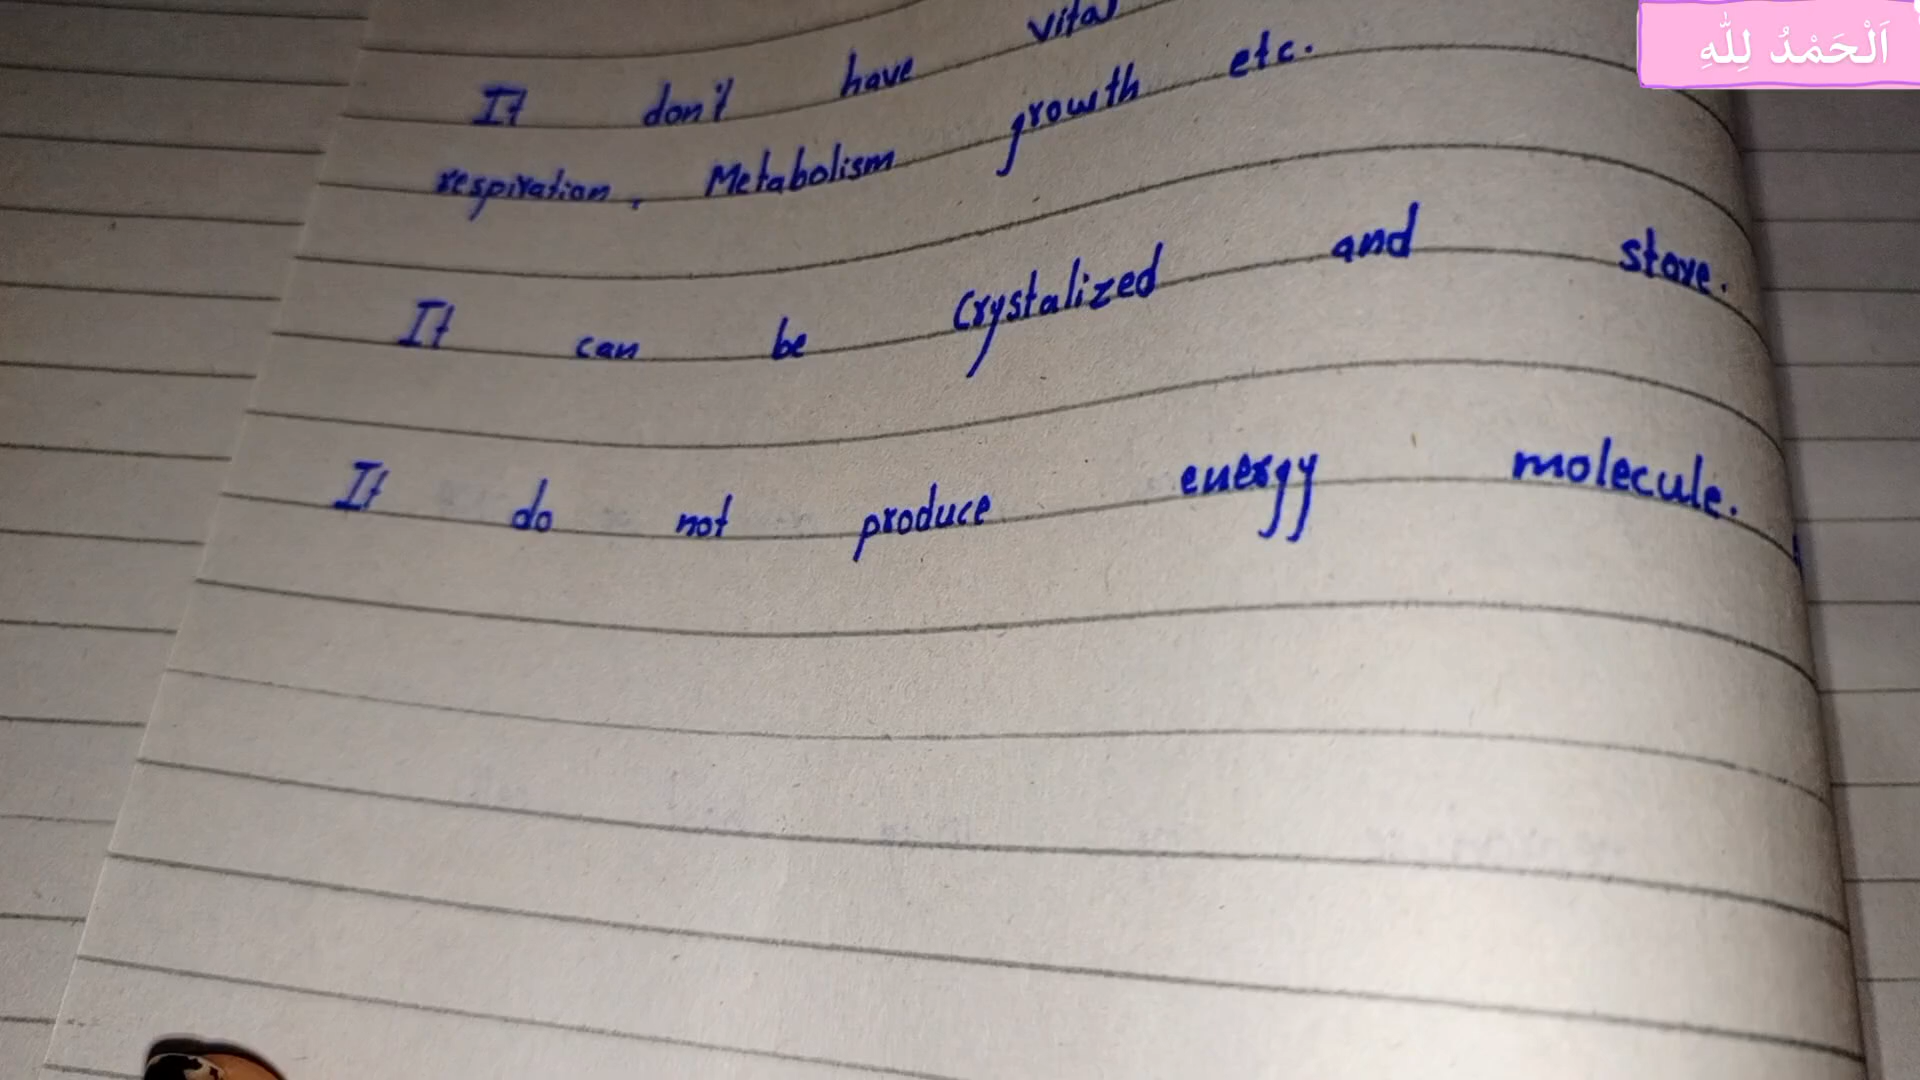 اَلْحَمْدُ لِلّٰهِ
It don't have vital
respiration, Metabolism growth etc.
It can be Crystalized and store.
It do not produce energy molecule.